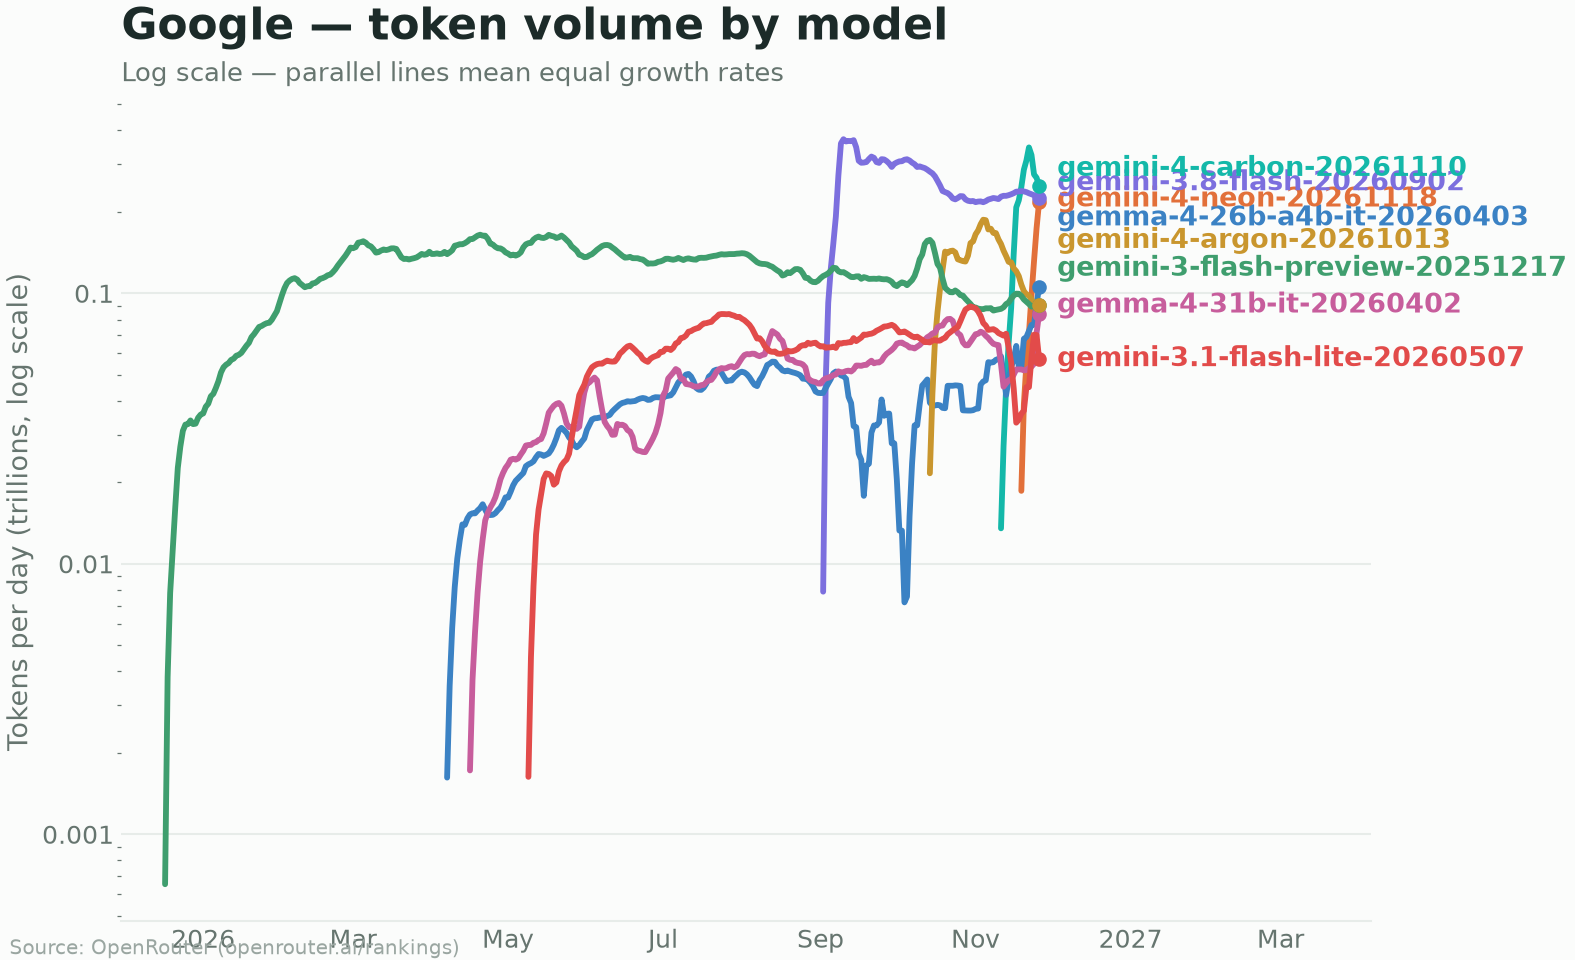 Google — token volume by model
Log scale — parallel lines mean equal growth rates
Tokens per day (trillions, log scale)
0.1
0.01
0.001
gemini-4-carbon-20261110
gemini-3.8-flash-20260902
gemini-4-neon-20261118
gemma-4-26b-a4b-it-20260403
gemini-4-argon-20261013
gemini-3-flash-preview-20251217
gemma-4-31b-it-20260402
gemini-3.1-flash-lite-20260507
2026 Mar May Jul Sep Nov 2027 Mar
Source: OpenRouter (openrouter.ai/rankings)